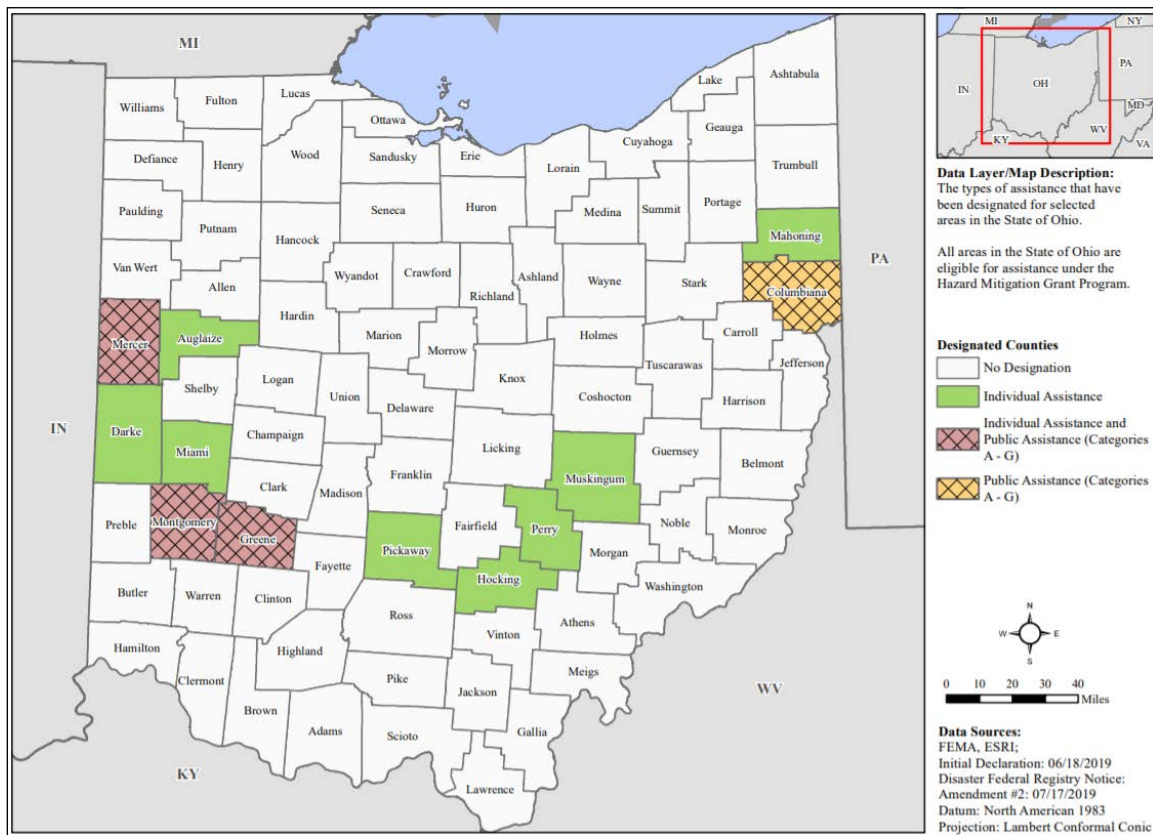 MI
IN
PA
WV
KY
Williams
Fulton
Lucas
Ottawa
Lake
Ashtabula
Geauga
Cuyahoga
Defiance
Henry
Wood
Sandusky
Erie
Lorain
Trumbull
Paulding
Putnam
Seneca
Huron
Medina
Summit
Portage
Hancock
Mahoning
Van Wert
Allen
Wyandot
Crawford
Richland
Ashland
Wayne
Stark
Columbiana
Mercer
Auglaize
Hardin
Marion
Morrow
Holmes
Carroll
Tuscarawas
Jefferson
Shelby
Logan
Union
Knox
Coshocton
Harrison
Darke
Miami
Champaign
Delaware
Licking
Muskingum
Guernsey
Belmont
Clark
Madison
Franklin
Preble
Montgomery
Greene
Pickaway
Fairfield
Perry
Morgan
Noble
Monroe
Fayette
Hocking
Washington
Butler
Warren
Clinton
Ross
Vinton
Athens
Hamilton
Clermont
Highland
Pike
Jackson
Meigs
Brown
Adams
Scioto
Gallia
Lawrence
MI
NY
IN
OH
PA
MD
WV
KY
VA
Data Layer/Map Description:
The types of assistance that have
been designated for selected
areas in the State of Ohio.
All areas in the State of Ohio are
eligible for assistance under the
Hazard Mitigation Grant Program.
Designated Counties
No Designation
Individual Assistance
Individual Assistance and
Public Assistance (Categories
A - G)
Public Assistance (Categories
A - G)
N
W E
S
0 10 20 30 40
Miles
Data Sources:
FEMA, ESRI;
Initial Declaration: 06/18/2019
Disaster Federal Registry Notice:
Amendment #2: 07/17/2019
Datum: North American 1983
Projection: Lambert Conformal Conic